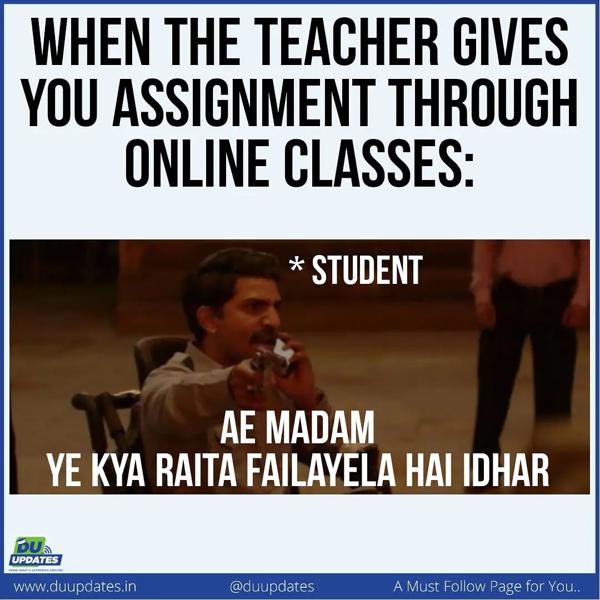 WHEN THE TEACHER GIVES
YOU ASSIGNMENT THROUGH
ONLINE CLASSES:
* STUDENT
AE MADAM
YE KYA RAITA FAILAYELA HAI IDHAR
DU
UPDATES
www.duupdates.in
@duupdates
A Must Follow Page for You..